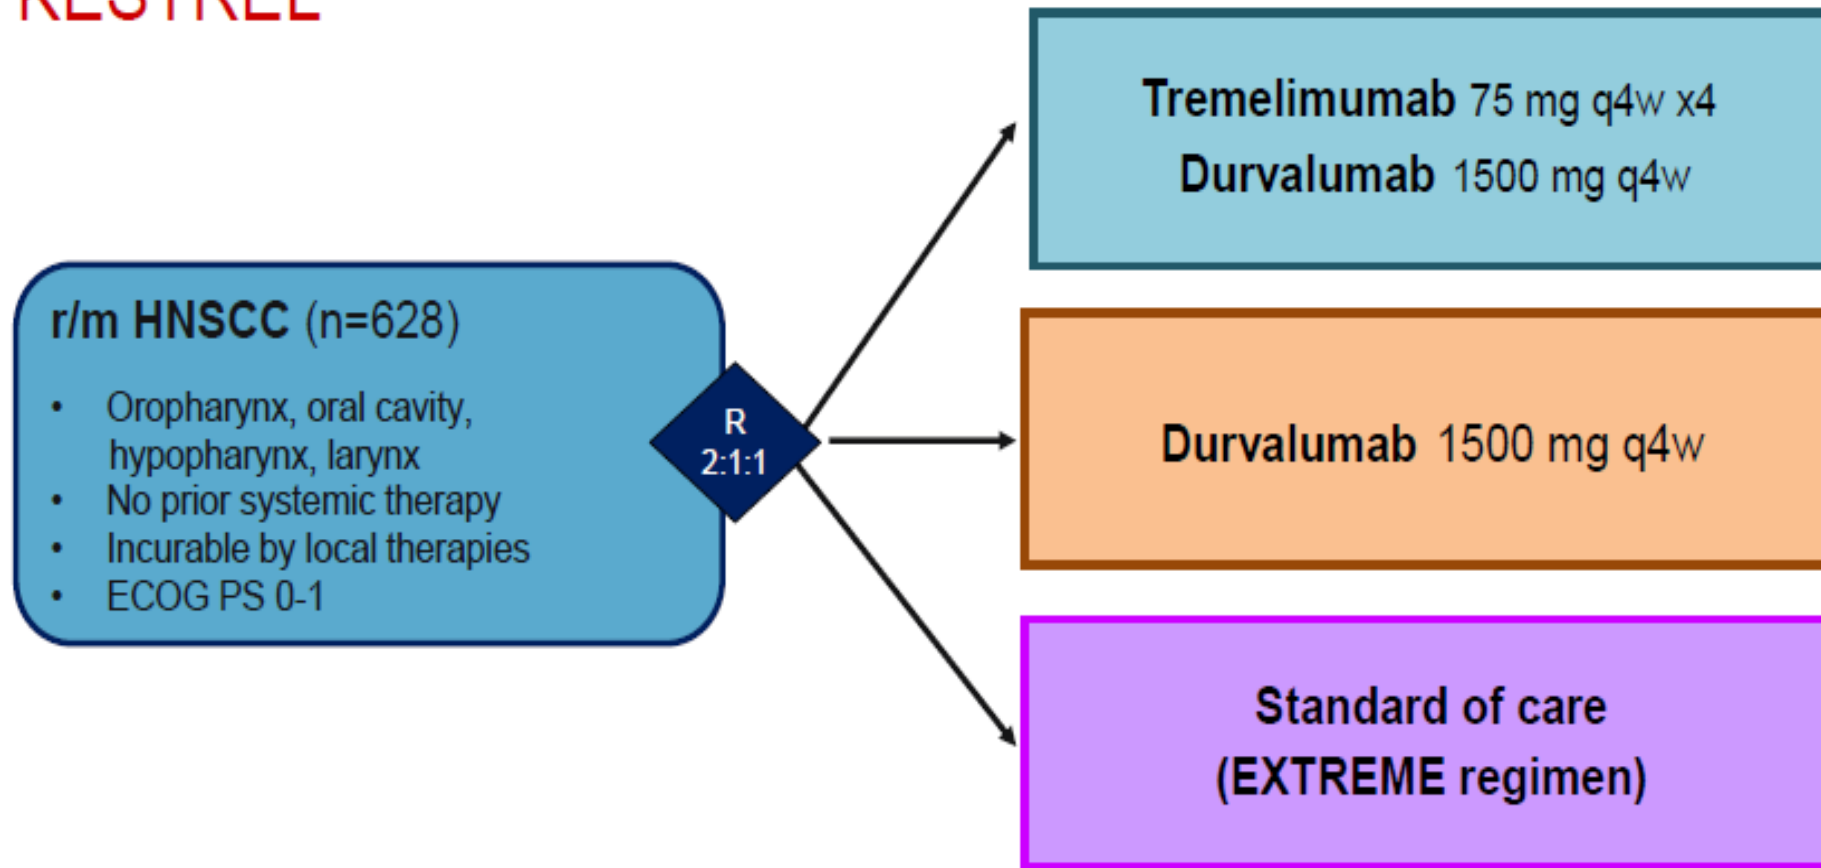 KESTREL
r/m HNSCC (n=628)
• Oropharynx, oral cavity,
hypopharynx, larynx
• No prior systemic therapy
• Incurable by local therapies
• ECOG PS 0-1
R
2:1:1
Tremelimumab 75 mg q4w x4
Durvalumab 1500 mg q4w
Durvalumab 1500 mg q4w
Standard of care
(EXTREME regimen)